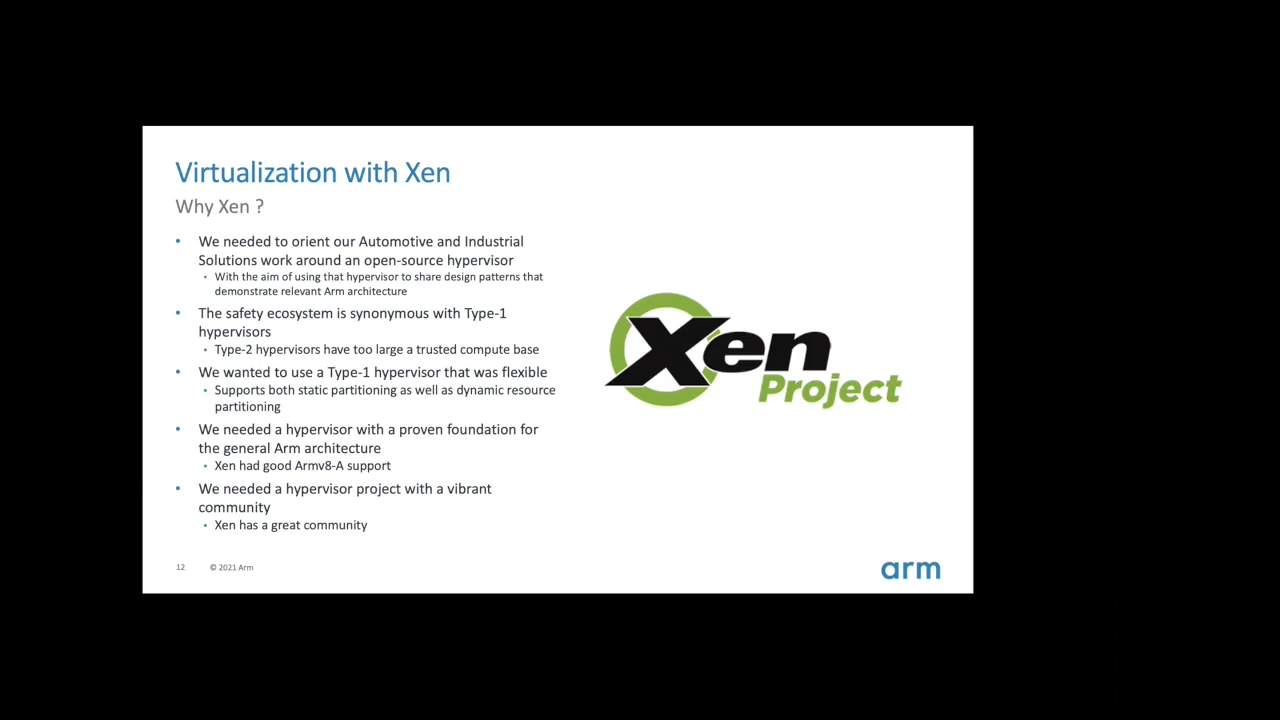 Virtualization with Xen
Why Xen ?
• We needed to orient our Automotive and Industrial
Solutions work around an open-source hypervisor
• With the aim of using that hypervisor to share design patterns that
demonstrate relevant Arm architecture
• The safety ecosystem is synonymous with Type-1
hypervisors
• Type-2 hypervisors have too large a trusted compute base
• We wanted to use a Type-1 hypervisor that was flexible
• Supports both static partitioning as well as dynamic resource
partitioning
• We needed a hypervisor with a proven foundation for
the general Arm architecture
• Xen had good Armv8-A support
• We needed a hypervisor project with a vibrant
community
• Xen has a great community
Xen
Project
12 © 2021 Arm
arm